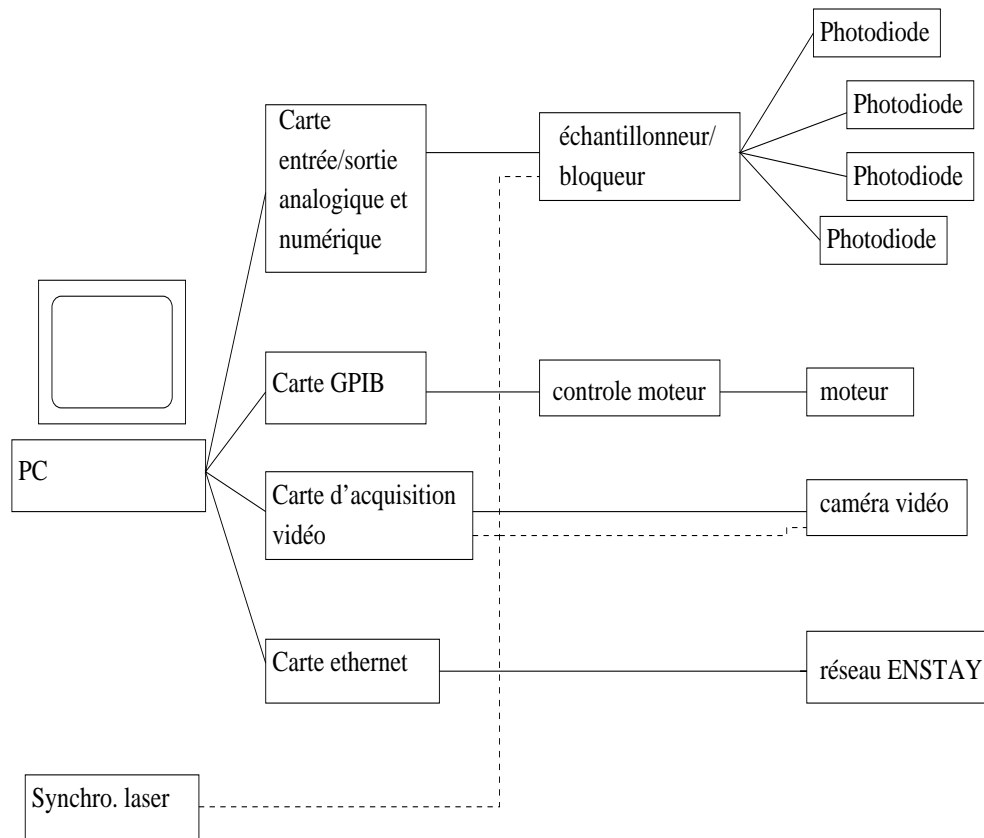 Photodiode
Carte
entrée/sortie
analogique et
numérique
échantillonneur/
bloqueur
Photodiode
Photodiode
Photodiode
Carte GPIB
controle moteur
moteur
PC
Carte d'acquisition
vidéo
caméra vidéo
Carte ethernet
réseau ENSTAY
Synchro. laser